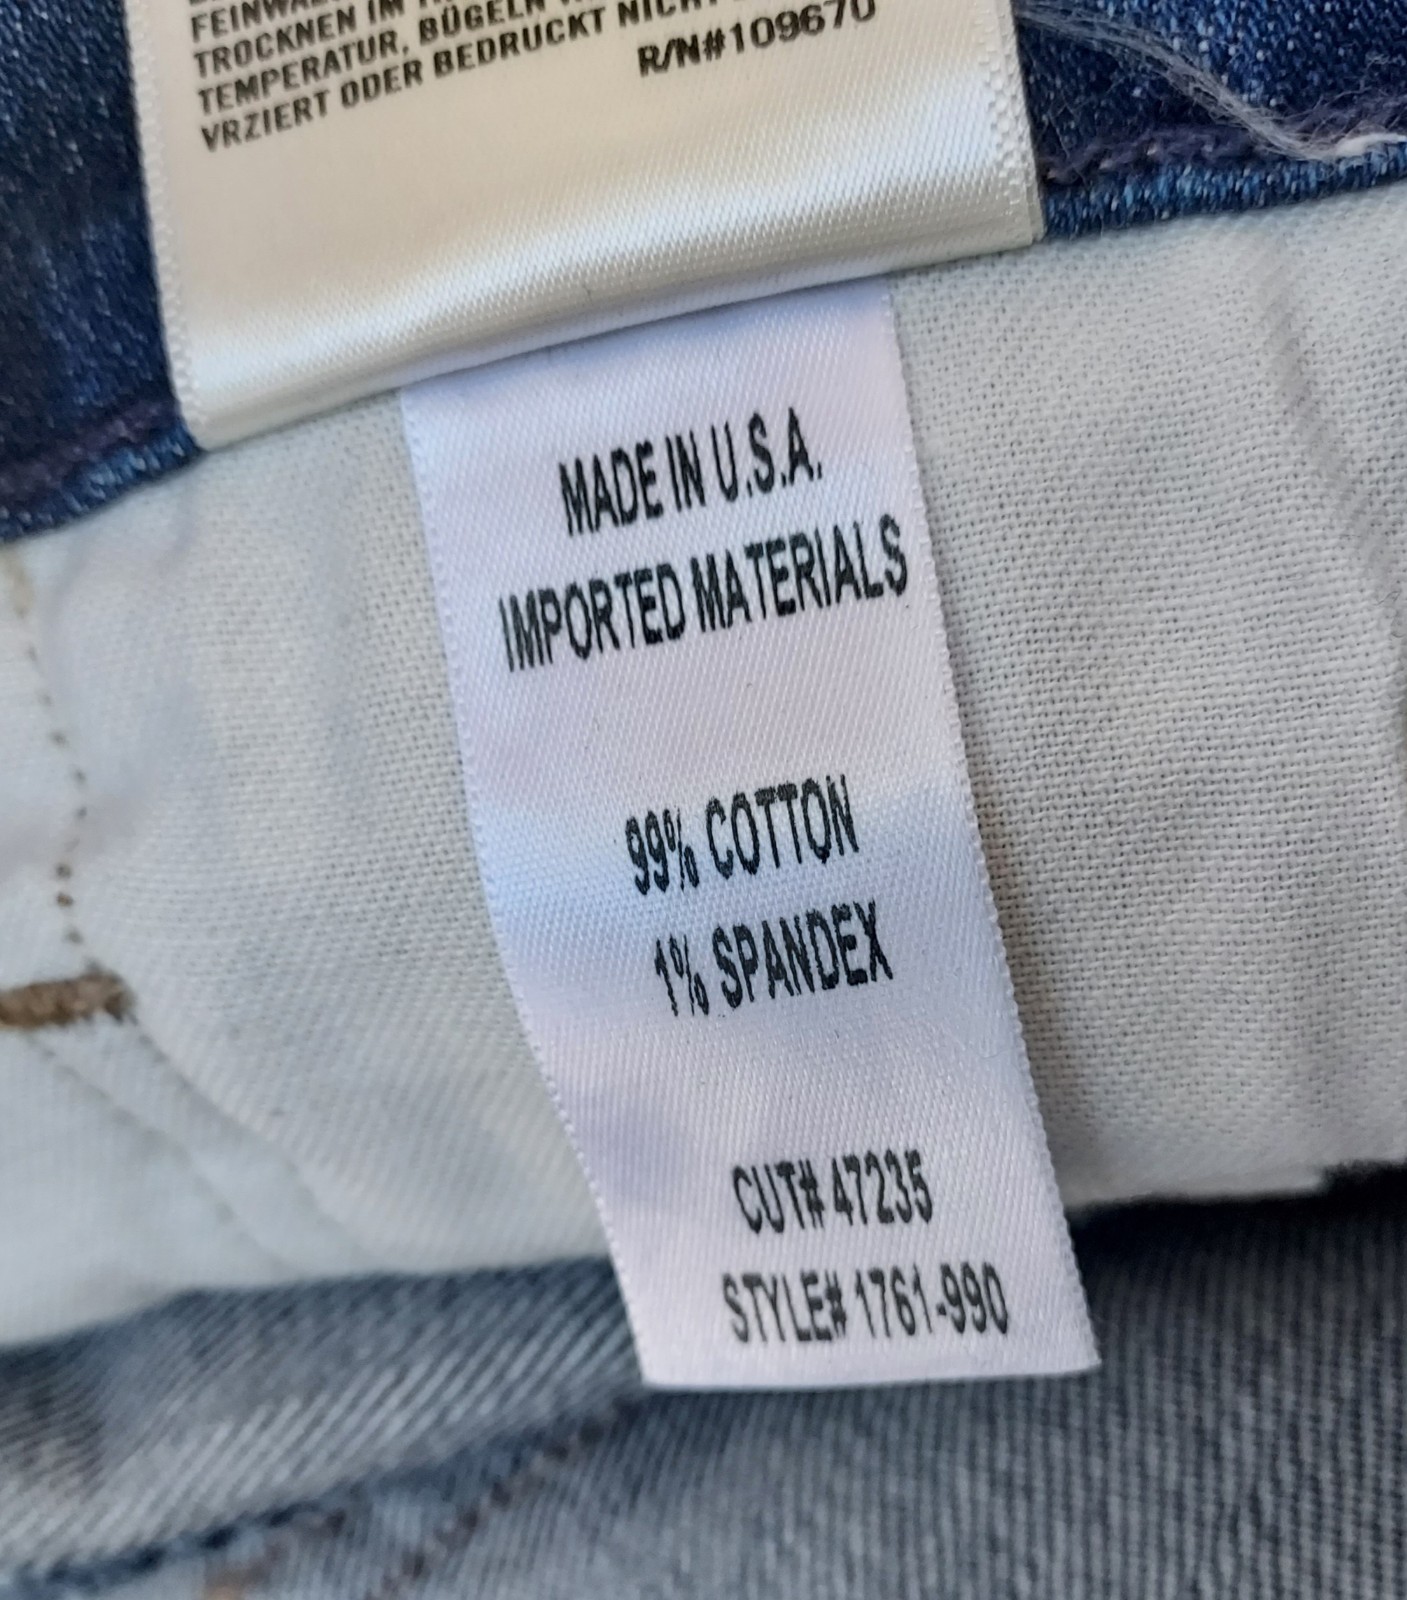 FEINWA
TROCKNEN IM
TEMPERATUR, BÜGELN
VRZIERT ODER BEDRUCKT NICHT
R/N#109670
MADE IN U.S.A.
IMPORTED MATERIALS
99% COTTON
1% SPANDEX
CUT# 47235
STYLE# 1761-990